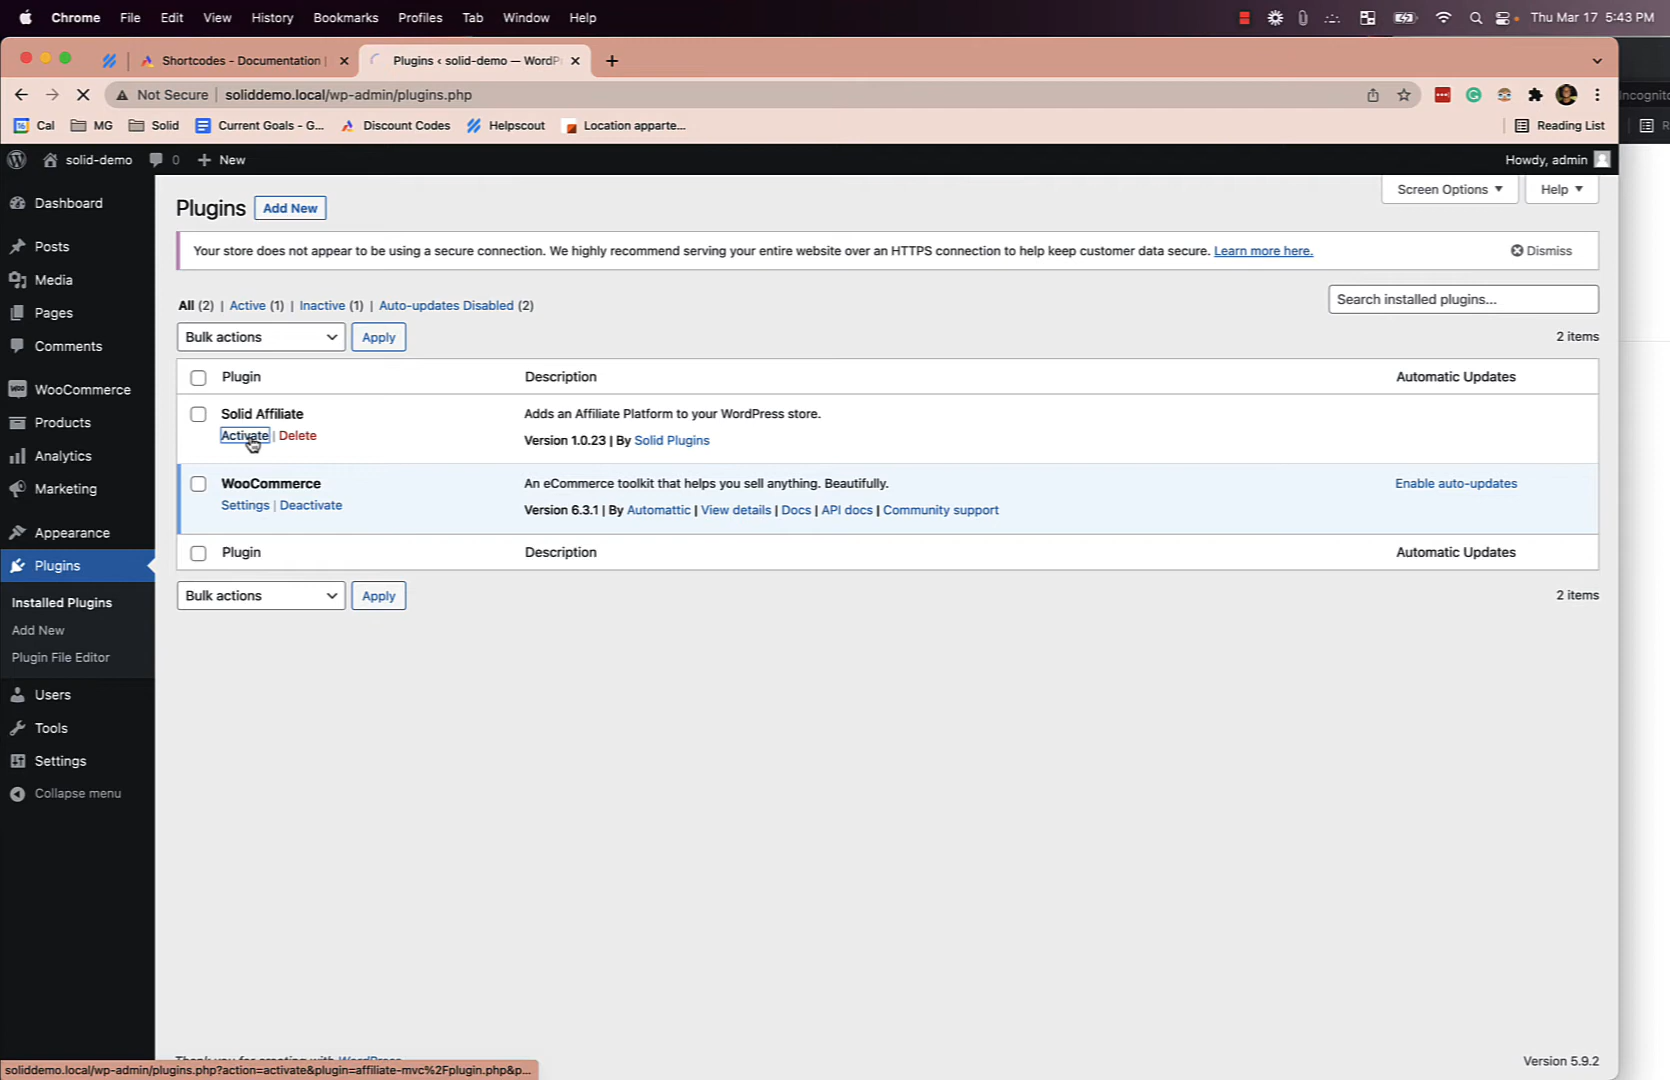 Chrome File Edit View History Bookmarks Profiles Tab Window Help Thu Mar 17 5:43 PM
Shortcodes - Documentation Plugins ‹ solid-demo — WordP
Not Secure soliddemo.local/wp-admin/plugins.php Incognito
16 Cal MG Solid Current Goals - G... Discount Codes Helpscout Location apparte... Reading List
solid-demo 0 + New Howdy, admin
Screen Options Help
Dashboard
Posts
Media
Pages
Comments
WooCommerce
Products
Analytics
Marketing
Appearance
Plugins
Installed Plugins
Add New
Plugin File Editor
Users
Tools
Settings
Collapse menu
Plugins Add New
Your store does not appear to be using a secure connection. We highly recommend serving your entire website over an HTTPS connection to help keep customer data secure. Learn more here. Dismiss
All (2) | Active (1) | Inactive (1) | Auto-updates Disabled (2)
Search installed plugins...
Bulk actions Apply 2 items
Plugin Description Automatic Updates
Solid Affiliate Adds an Affiliate Platform to your WordPress store.
Activate | Delete Version 1.0.23 | By Solid Plugins
WooCommerce An eCommerce toolkit that helps you sell anything. Beautifully. Enable auto-updates
Settings | Deactivate Version 6.3.1 | By Automattic | View details | Docs | API docs | Community support
Plugin Description Automatic Updates
Bulk actions Apply 2 items
Thank you for creating with WordPress Version 5.9.2
soliddemo.local/wp-admin/plugins.php?action=activate&plugin=affiliate-mvc%2Fplugin.php&p...